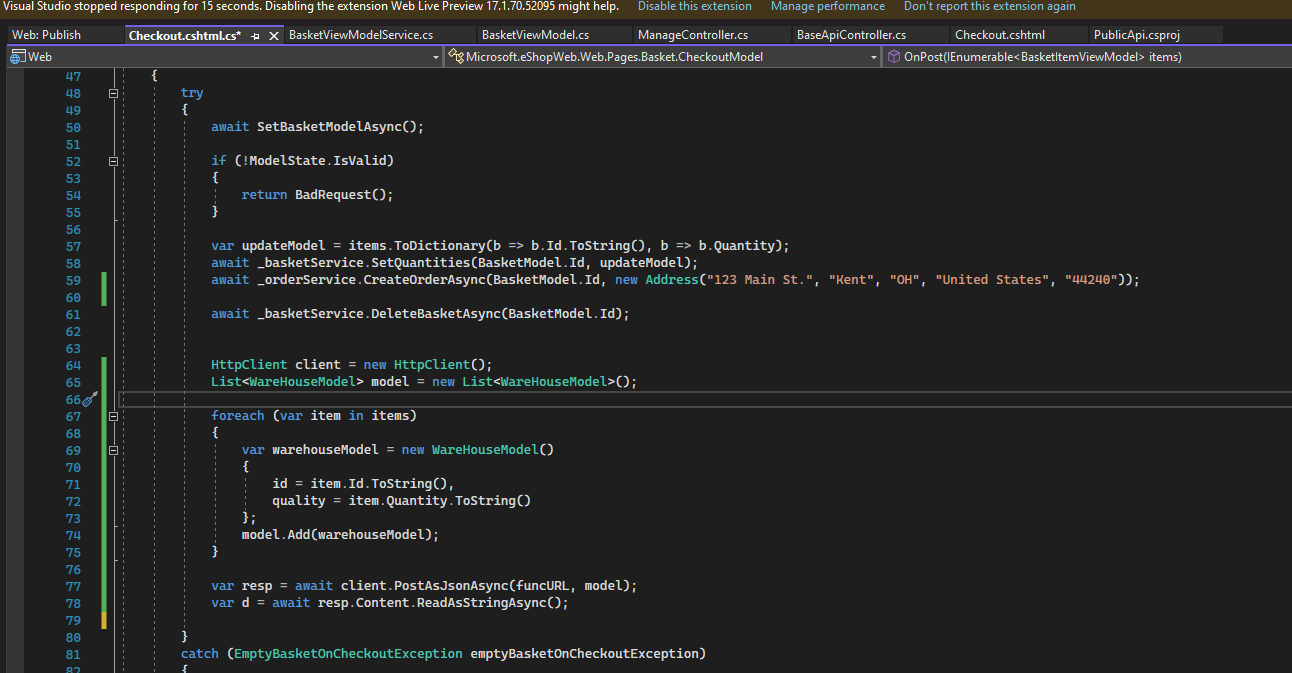 Visual Studio stopped responding for 15 seconds. Disabling the extension Web Live Preview 17.1.70.52095 might help. Disable this extension Manage performance Don't report this extension again
Web: Publish Checkout.cshtml.cs* BasketViewModelService.cs BasketViewModel.cs ManageController.cs BaseApiController.cs Checkout.cshtml PublicApi.csproj
Web Microsoft.eShopWeb.Web.Pages.Basket.CheckoutModel OnPost(IEnumerable<BasketItemViewModel> items)
47 {
48 try
49 {
50 await SetBasketModelAsync();
51
52 if (!ModelState.IsValid)
53 {
54 return BadRequest();
55 }
56
57 var updateModel = items.ToDictionary(b => b.Id.ToString(), b => b.Quantity);
58 await _basketService.SetQuantities(BasketModel.Id, updateModel);
59 await _orderService.CreateOrderAsync(BasketModel.Id, new Address("123 Main St.", "Kent", "OH", "United States", "44240"));
60
61 await _basketService.DeleteBasketAsync(BasketModel.Id);
62
63
64 HttpClient client = new HttpClient();
65 List<WareHouseModel> model = new List<WareHouseModel>();
66
67 foreach (var item in items)
68 {
69 var warehouseModel = new WareHouseModel()
70 {
71 id = item.Id.ToString(),
72 quality = item.Quantity.ToString()
73 };
74 model.Add(warehouseModel);
75 }
76
77 var resp = await client.PostAsJsonAsync(funcURL, model);
78 var d = await resp.Content.ReadAsStringAsync();
79
80 }
81 catch (EmptyBasketOnCheckoutException emptyBasketOnCheckoutException)
82 {